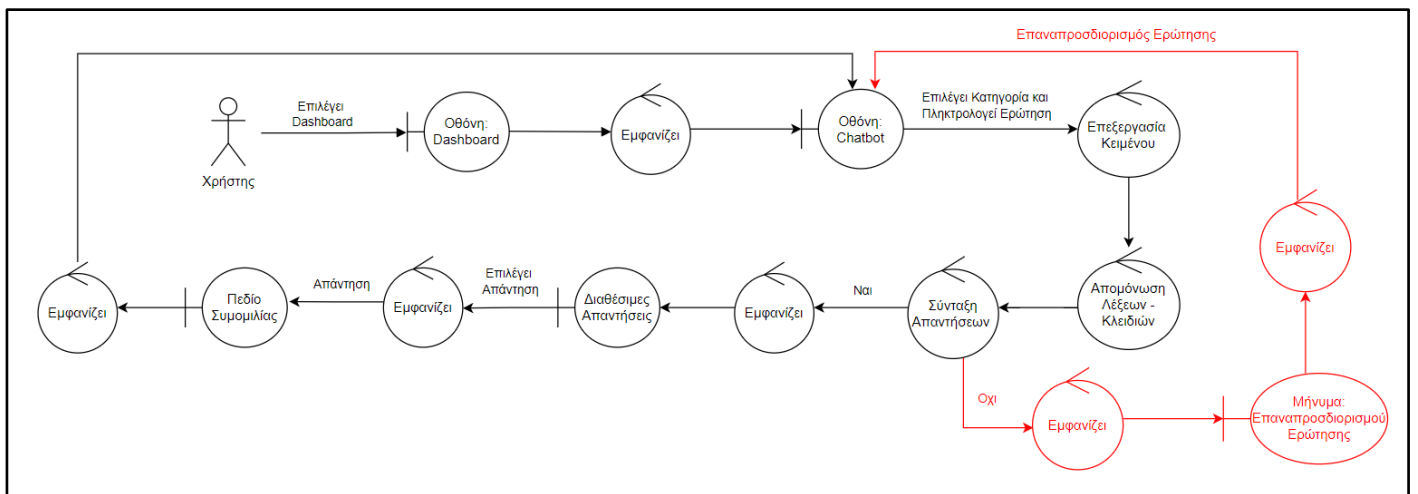 Επαναπροσδιορισμός Ερώτησης
Επιλέγει
Dashboard
Οθόνη:
Dashboard
Εμφανίζει
Οθόνη:
Chatbot
Επιλέγει Κατηγορία και
Πληκτρολογεί Ερώτηση
Επεξεργασία
Κειμένου
Χρήστης
Εμφανίζει
Εμφανίζει
Πεδίο
Συμομιλίας
Απάντηση
Εμφανίζει
Επιλέγει
Απάντηση
Διαθέσιμες
Απαντήσεις
Εμφανίζει
Ναι
Σύνταξη
Απαντήσεων
Απομόνωση
Λέξεων -
Κλειδιών
Οχι
Εμφανίζει
Μήνυμα:
Επαναπροσδιορισμού
Ερώτησης